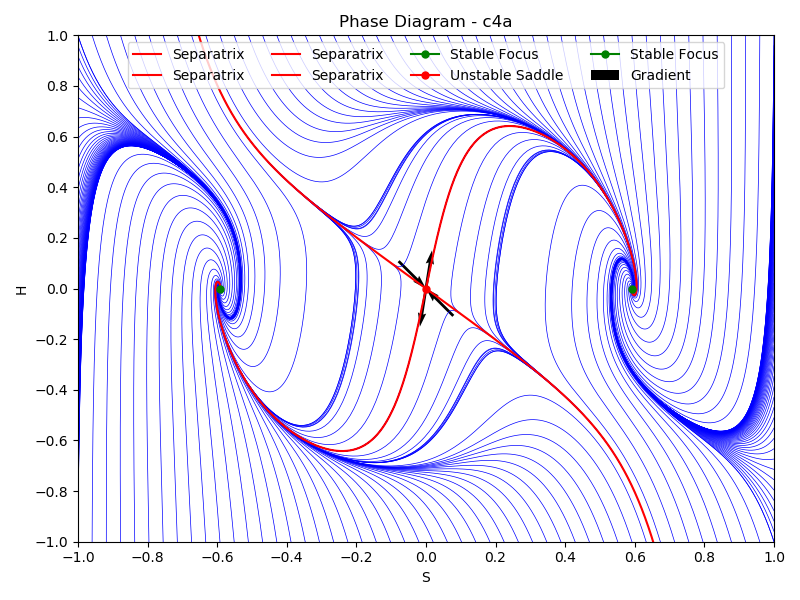 Phase Diagram - c4a
Separatrix Separatrix Stable Focus Stable Focus
Separatrix Separatrix Unstable Saddle Gradient
1.0
0.8
0.6
0.4
0.2
0.0
−0.2
−0.4
−0.6
−0.8
−1.0
H
−1.0 −0.8 −0.6 −0.4 −0.2 0.0 0.2 0.4 0.6 0.8 1.0
S